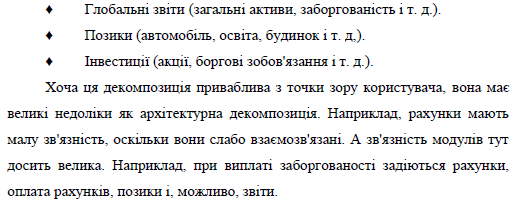 ♦ Глобальні звіти (загальні активи, заборгованість і т. д.).
♦ Позики (автомобіль, освіта, будинок і т. д,).
♦ Інвестиції (акції, боргові зобов'язання і т. д.).
Хоча ця декомпозиція приваблива з точки зору користувача, вона має
великі недоліки як архітектурна декомпозиція. Наприклад, рахунки мають
малу зв'язність, оскільки вони слабо взаємозв'язані. А зв'язність модулів тут
досить велика. Наприклад, при виплаті заборгованості задіються рахунки,
оплата рахунків, позики і, можливо, звіти.